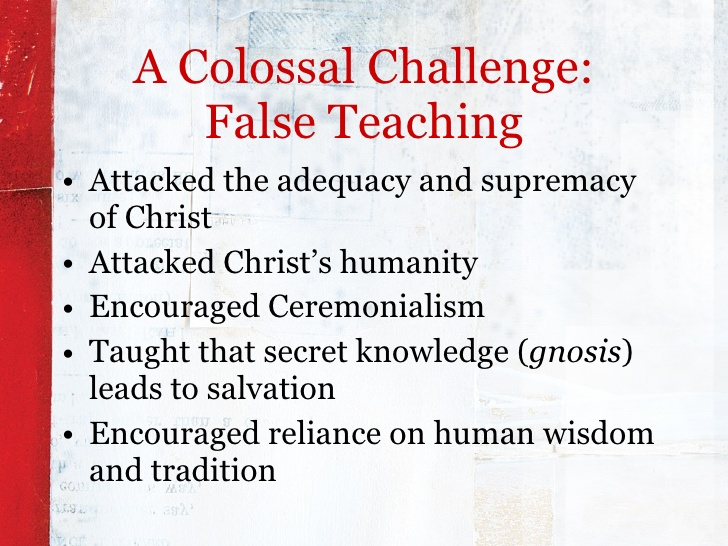 A Colossal Challenge:
False Teaching
• Attacked the adequacy and supremacy
of Christ
• Attacked Christ’s humanity
• Encouraged Ceremonialism
• Taught that secret knowledge (gnosis)
leads to salvation
• Encouraged reliance on human wisdom
and tradition